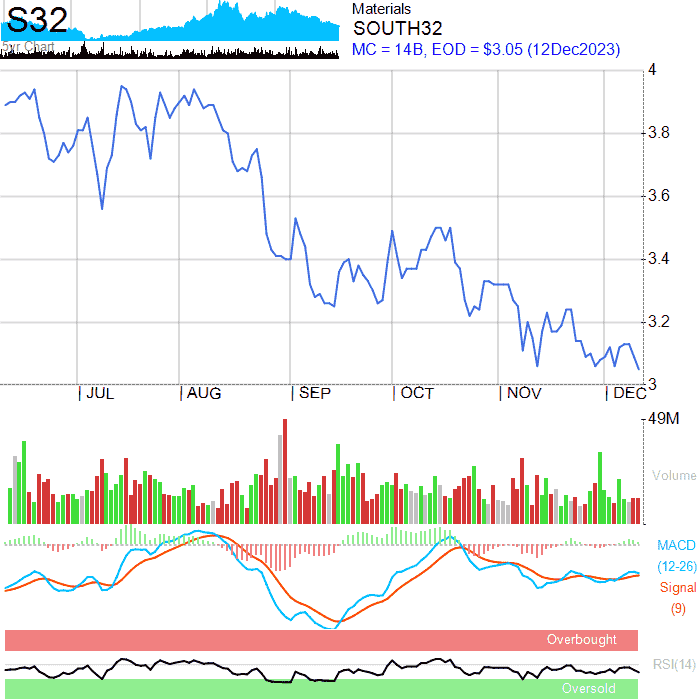 S32
5yr Chart
Materials
SOUTH32
MC = 14B, EOD = $3.05 (12Dec2023)
4
3.8
3.6
3.4
3.2
3
JUL AUG SEP OCT NOV DEC
49M
Volume
MACD
(12-26)
Signal
(9)
Overbought
RSI(14)
Oversold